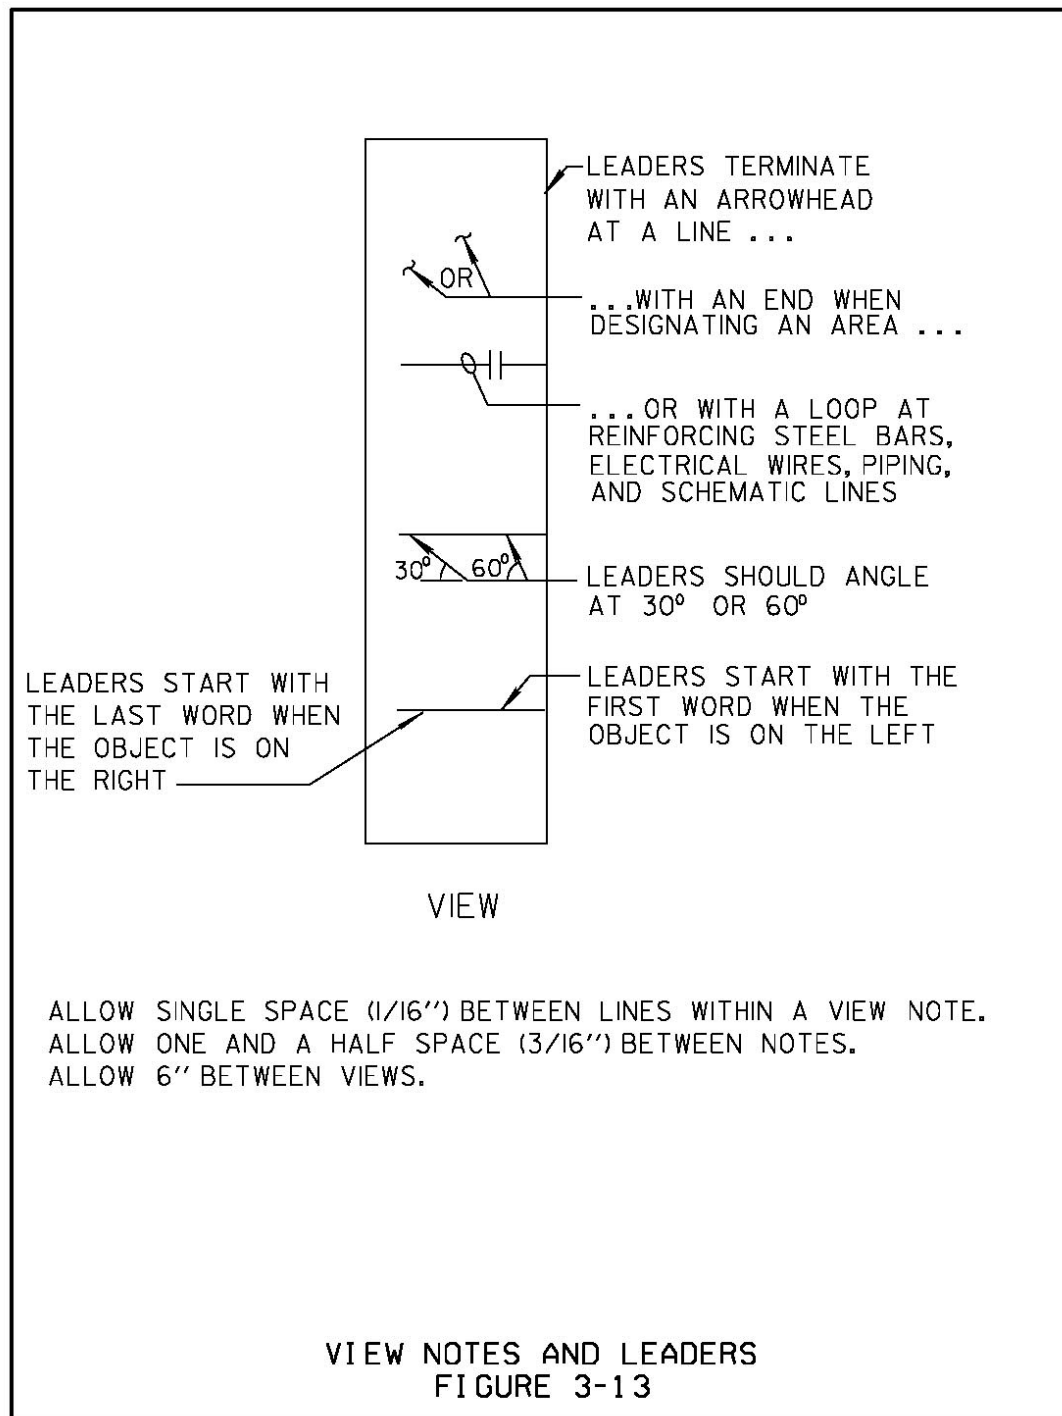 LEADERS TERMINATE
WITH AN ARROWHEAD
AT A LINE ...
OR
...WITH AN END WHEN
DESIGNATING AN AREA ...
...OR WITH A LOOP AT
REINFORCING STEEL BARS,
ELECTRICAL WIRES, PIPING,
AND SCHEMATIC LINES
30° 60°
LEADERS SHOULD ANGLE
AT 30° OR 60°
LEADERS START WITH THE
FIRST WORD WHEN THE
OBJECT IS ON THE LEFT
LEADERS START WITH
THE LAST WORD WHEN
THE OBJECT IS ON
THE RIGHT
VIEW
ALLOW SINGLE SPACE (1/16") BETWEEN LINES WITHIN A VIEW NOTE.
ALLOW ONE AND A HALF SPACE (3/16") BETWEEN NOTES.
ALLOW 6" BETWEEN VIEWS.
VIEW NOTES AND LEADERS
FIGURE 3-13